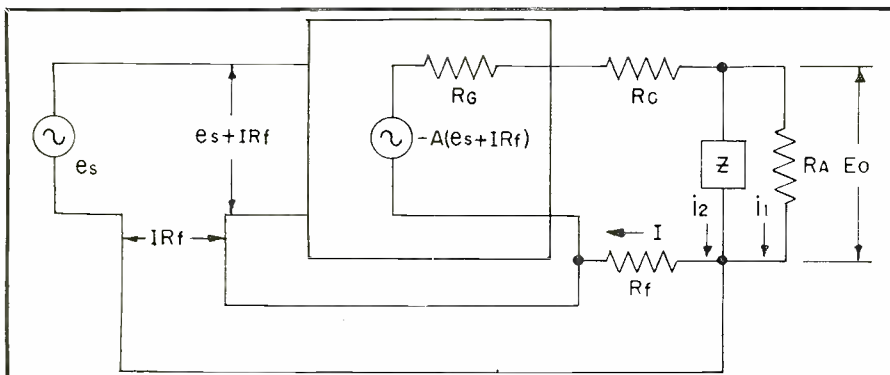 RG
RC
es+IRf
-A(es+IRf)
es
Z
RA
EO
IRf
I
i2
i1
Rf